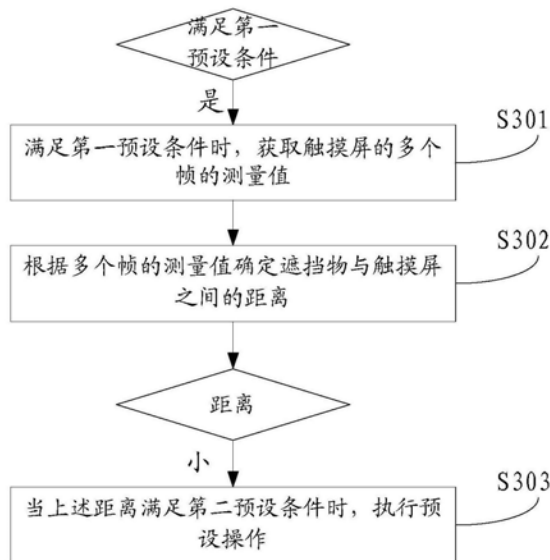 满足第一
预设条件
是
S301
满足第一预设条件时，获取触摸屏的多个
帧的测量值
S302
根据多个帧的测量值确定遮挡物与触摸屏
之间的距离
距离
小
S303
当上述距离满足第二预设条件时，执行预
设操作